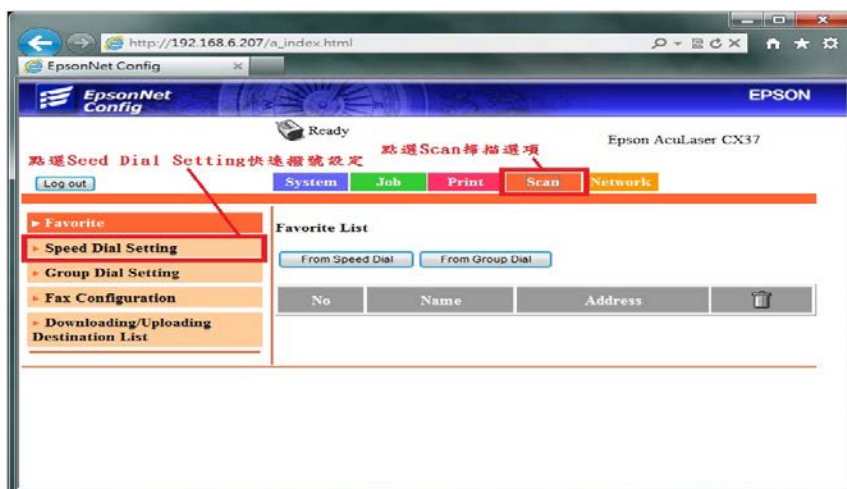 http://192.168.6.207/a_index.html
EpsonNet Config
EpsonNet
Config
EPSON
Ready
Epson AcuLaser CX37
點選Scan掃描選項
點選Seed Dial Setting快速撥號設定
Log out
System Job Print Scan Network
Favorite
Favorite List
Speed Dial Setting
From Speed Dial From Group Dial
Group Dial Setting
Fax Configuration
No Name Address
Downloading/Uploading
Destination List